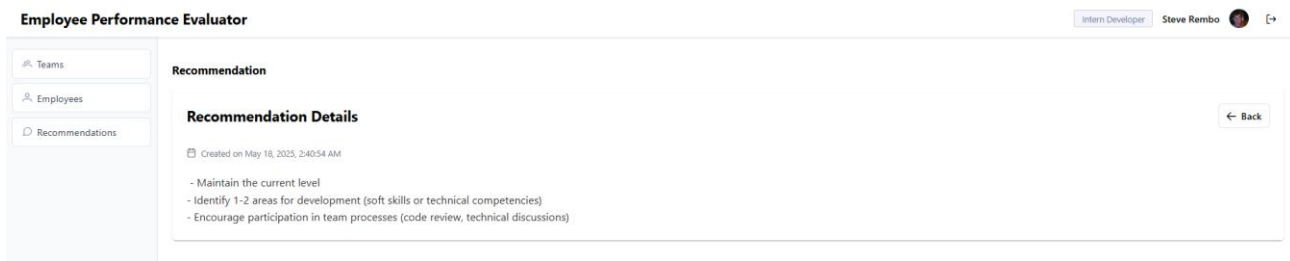 Employee Performance Evaluator
Intern Developer Steve Rembo
Teams
Employees
Recommendations
Recommendation
Recommendation Details
← Back
Created on May 18, 2025, 2:40:54 AM
- Maintain the current level
- Identify 1-2 areas for development (soft skills or technical competencies)
- Encourage participation in team processes (code review, technical discussions)